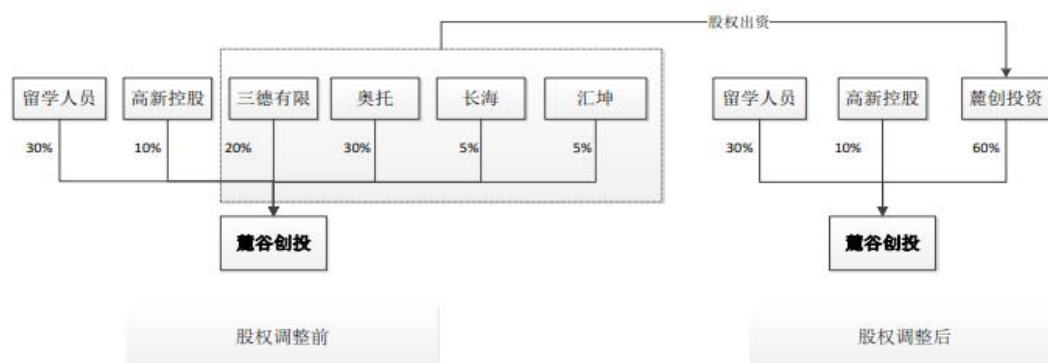 股权出资
留学人员 高新控股 三德有限 奥托 长海 汇坤 留学人员 高新控股 麓创投资
30% 10% 20% 30% 5% 5% 30% 10% 60%
麓谷创投 麓谷创投
股权调整前 股权调整后